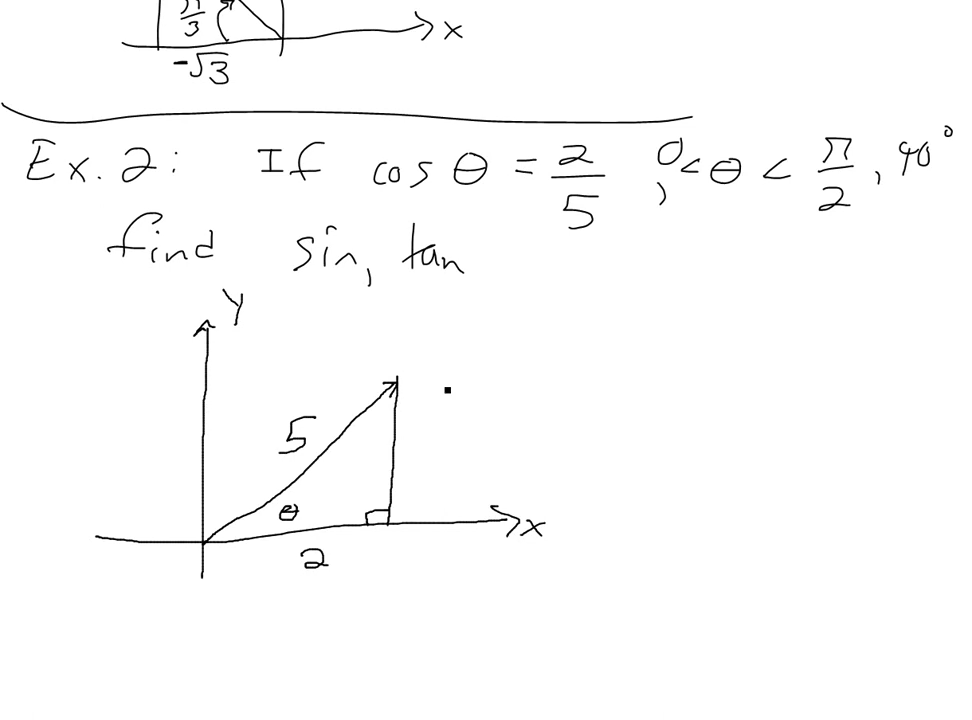 π/3
x
-√3
Ex. 2: If cos θ = 2/5, 0 < θ < π/2, 90°
find sin, tan
Y
5
θ
x
2